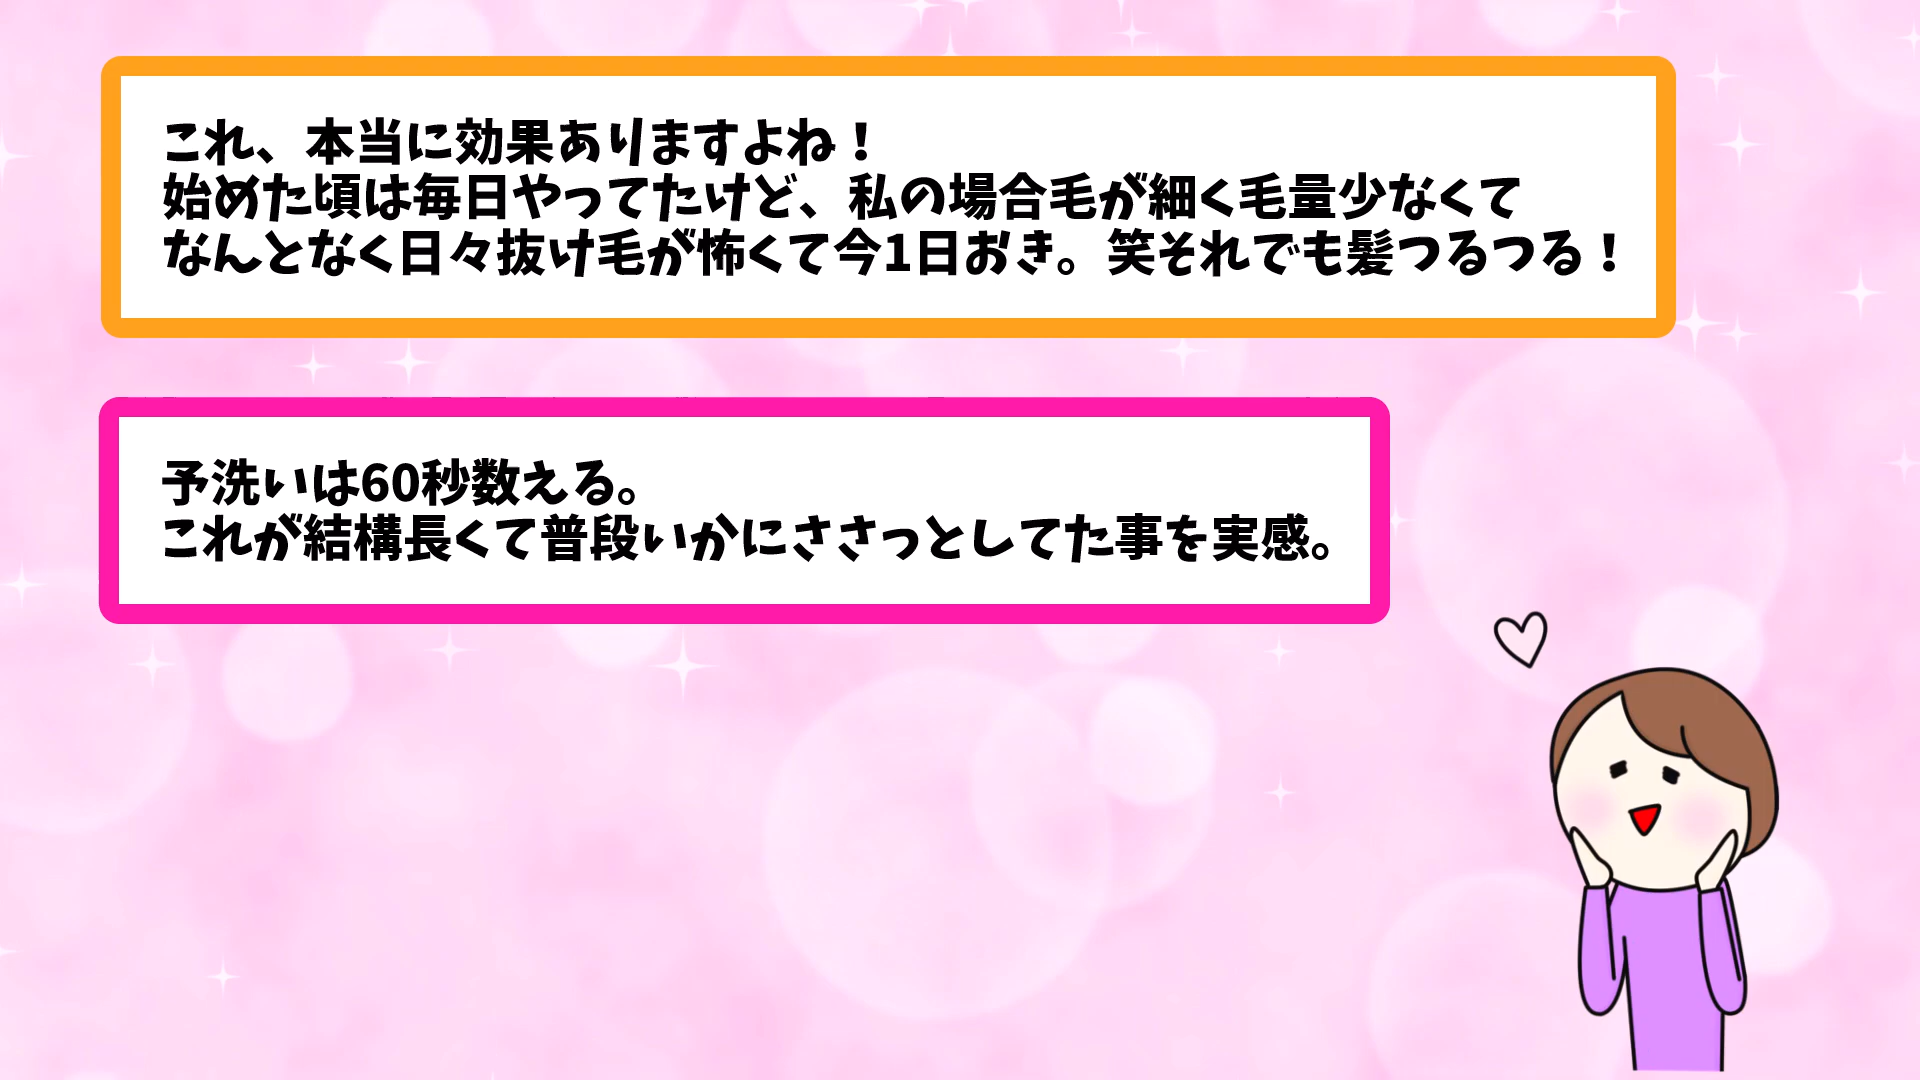 これ、本当に効果ありますよね！
始めた頃は毎日やってたけど、私の場合毛が細く毛量少なくて
なんとなく日々抜け毛が怖くて今1日おき。笑それでも髪つるつる！
予洗いは60秒数える。
これが結構長くて普段いかにささっとしてた事を実感。